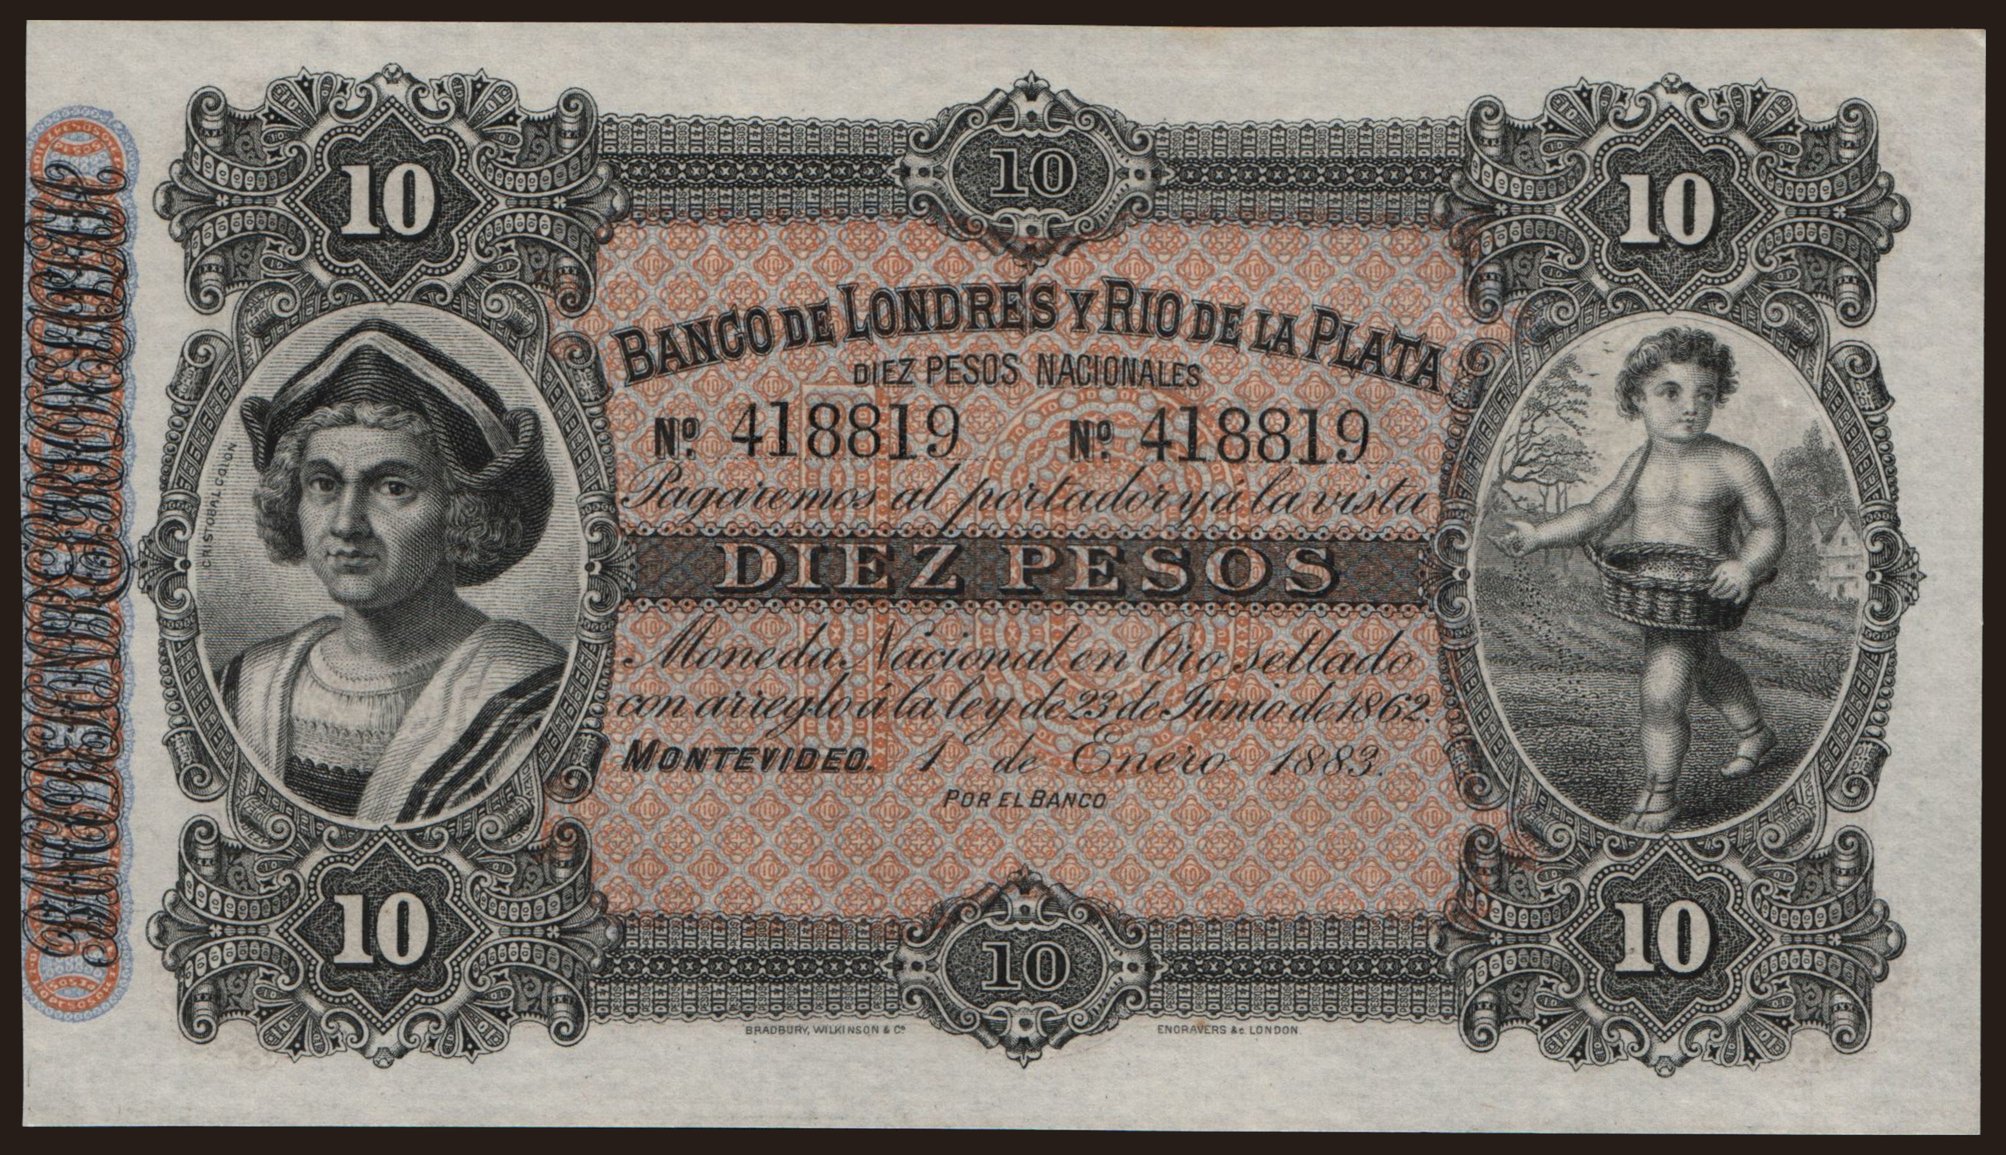 10 10 10
BANCO DE LONDRES Y RIO DE LA PLATA
DIEZ PESOS NACIONALES
Nº. 418819 Nº. 418819
Pagaremos al portador y á la vista
DIEZ PESOS
Moneda Nacional en Oro sellado
con arreglo á la ley de 23 de Junio de 1862.
MONTEVIDEO. 1 de Enero 1883.
POR EL BANCO
CRISTOBAL COLON
10 10 10
BRADBURY, WILKINSON & Cº ENGRAVERS &c. LONDON.